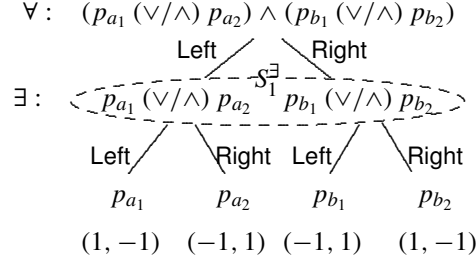 ∀ : (p_{a_1} (∨/∧) p_{a_2}) ∧ (p_{b_1} (∨/∧) p_{b_2})
Left Right
S_1^∃
∃ : p_{a_1} (∨/∧) p_{a_2} p_{b_1} (∨/∧) p_{b_2}
Left Right Left Right
p_{a_1} p_{a_2} p_{b_1} p_{b_2}
(1, −1) (−1, 1) (−1, 1) (1, −1)